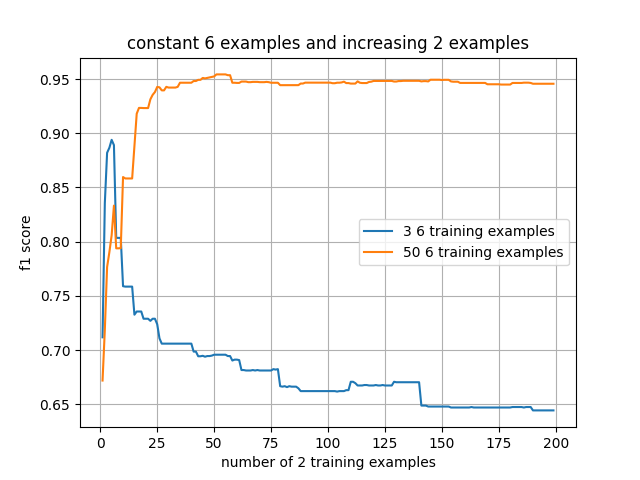 constant 6 examples and increasing 2 examples
f1 score
0.95
0.90
0.85
0.80
0.75
0.70
0.65
3 6 training examples
50 6 training examples
0 25 50 75 100 125 150 175 200
number of 2 training examples